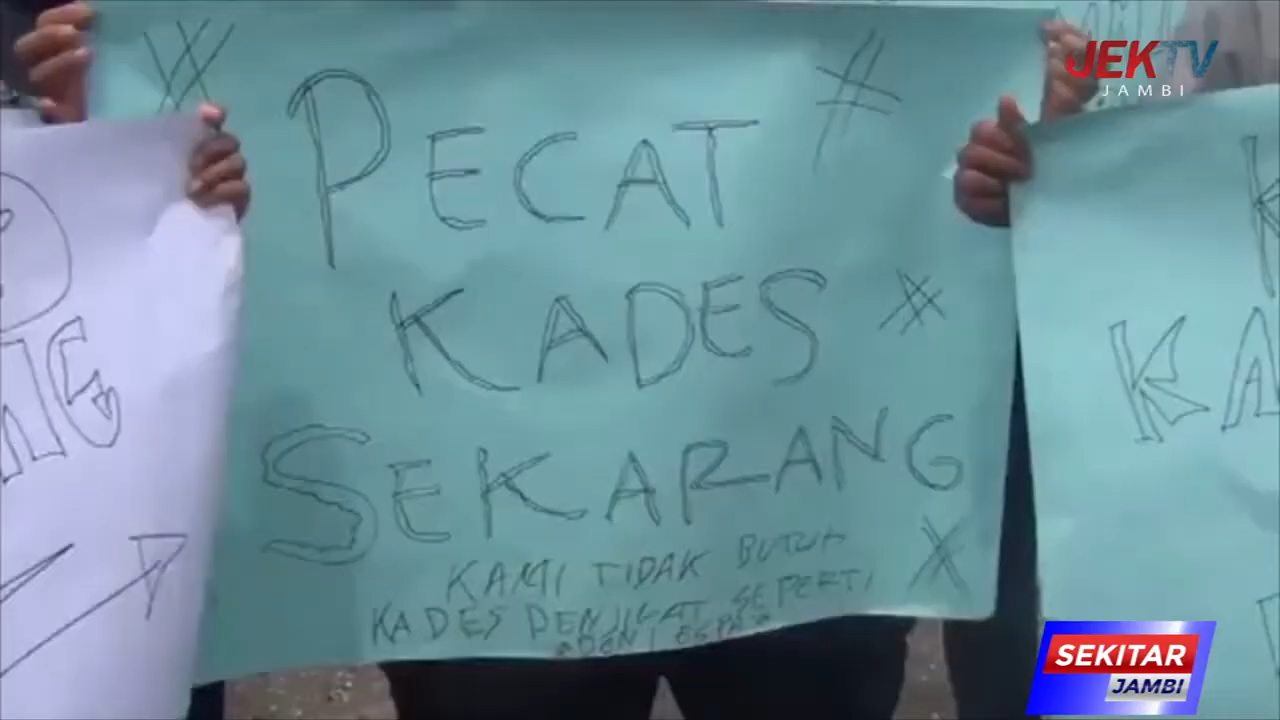 JEKTV
JAMBI
PECAT
KADES
SEKARANG
KAMI TIDAK BUTUH
KADES PENJILAT SEPERTI
SEKITAR
JAMBI